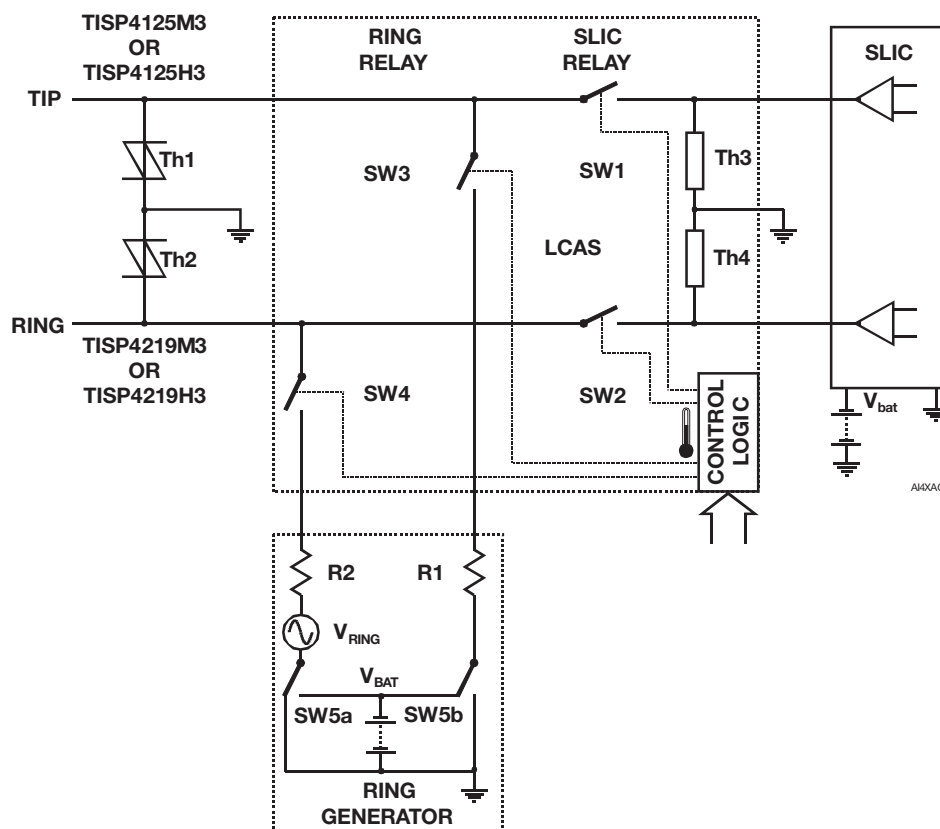 TISP4125M3
OR
TISP4125H3
RING
RELAY
SLIC
RELAY
SLIC
TIP
Th1
SW3
SW1
Th3
LCAS
Th2
Th4
RING
TISP4219M3
OR
TISP4219H3
SW4
SW2
CONTROL
LOGIC
Vbat
AI4XAC
R2
R1
VRING
VBAT
SW5a
SW5b
RING
GENERATOR